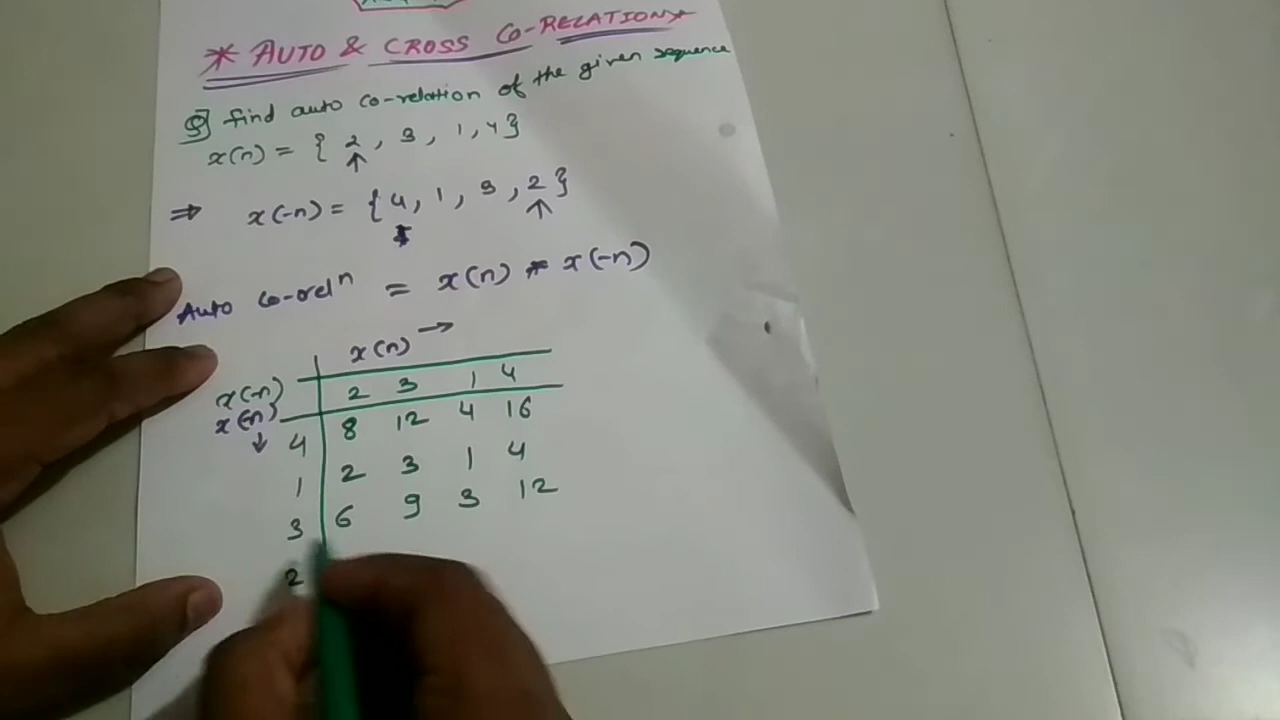 * AUTO & CROSS CO-RELATION *
Q] find auto co-relation of the given sequence
x(n) = { 2, 3, 1, 4 }
↑
⇒ x(-n) = { 4, 1, 3, 2 }
↑
Auto co-reln = x(n) * x(-n)
x(n) →
x(-n) 2 3 1 4
x(-n) ↓
4 8 12 4 16
1 2 3 1 4
3 6 9 3 12
2